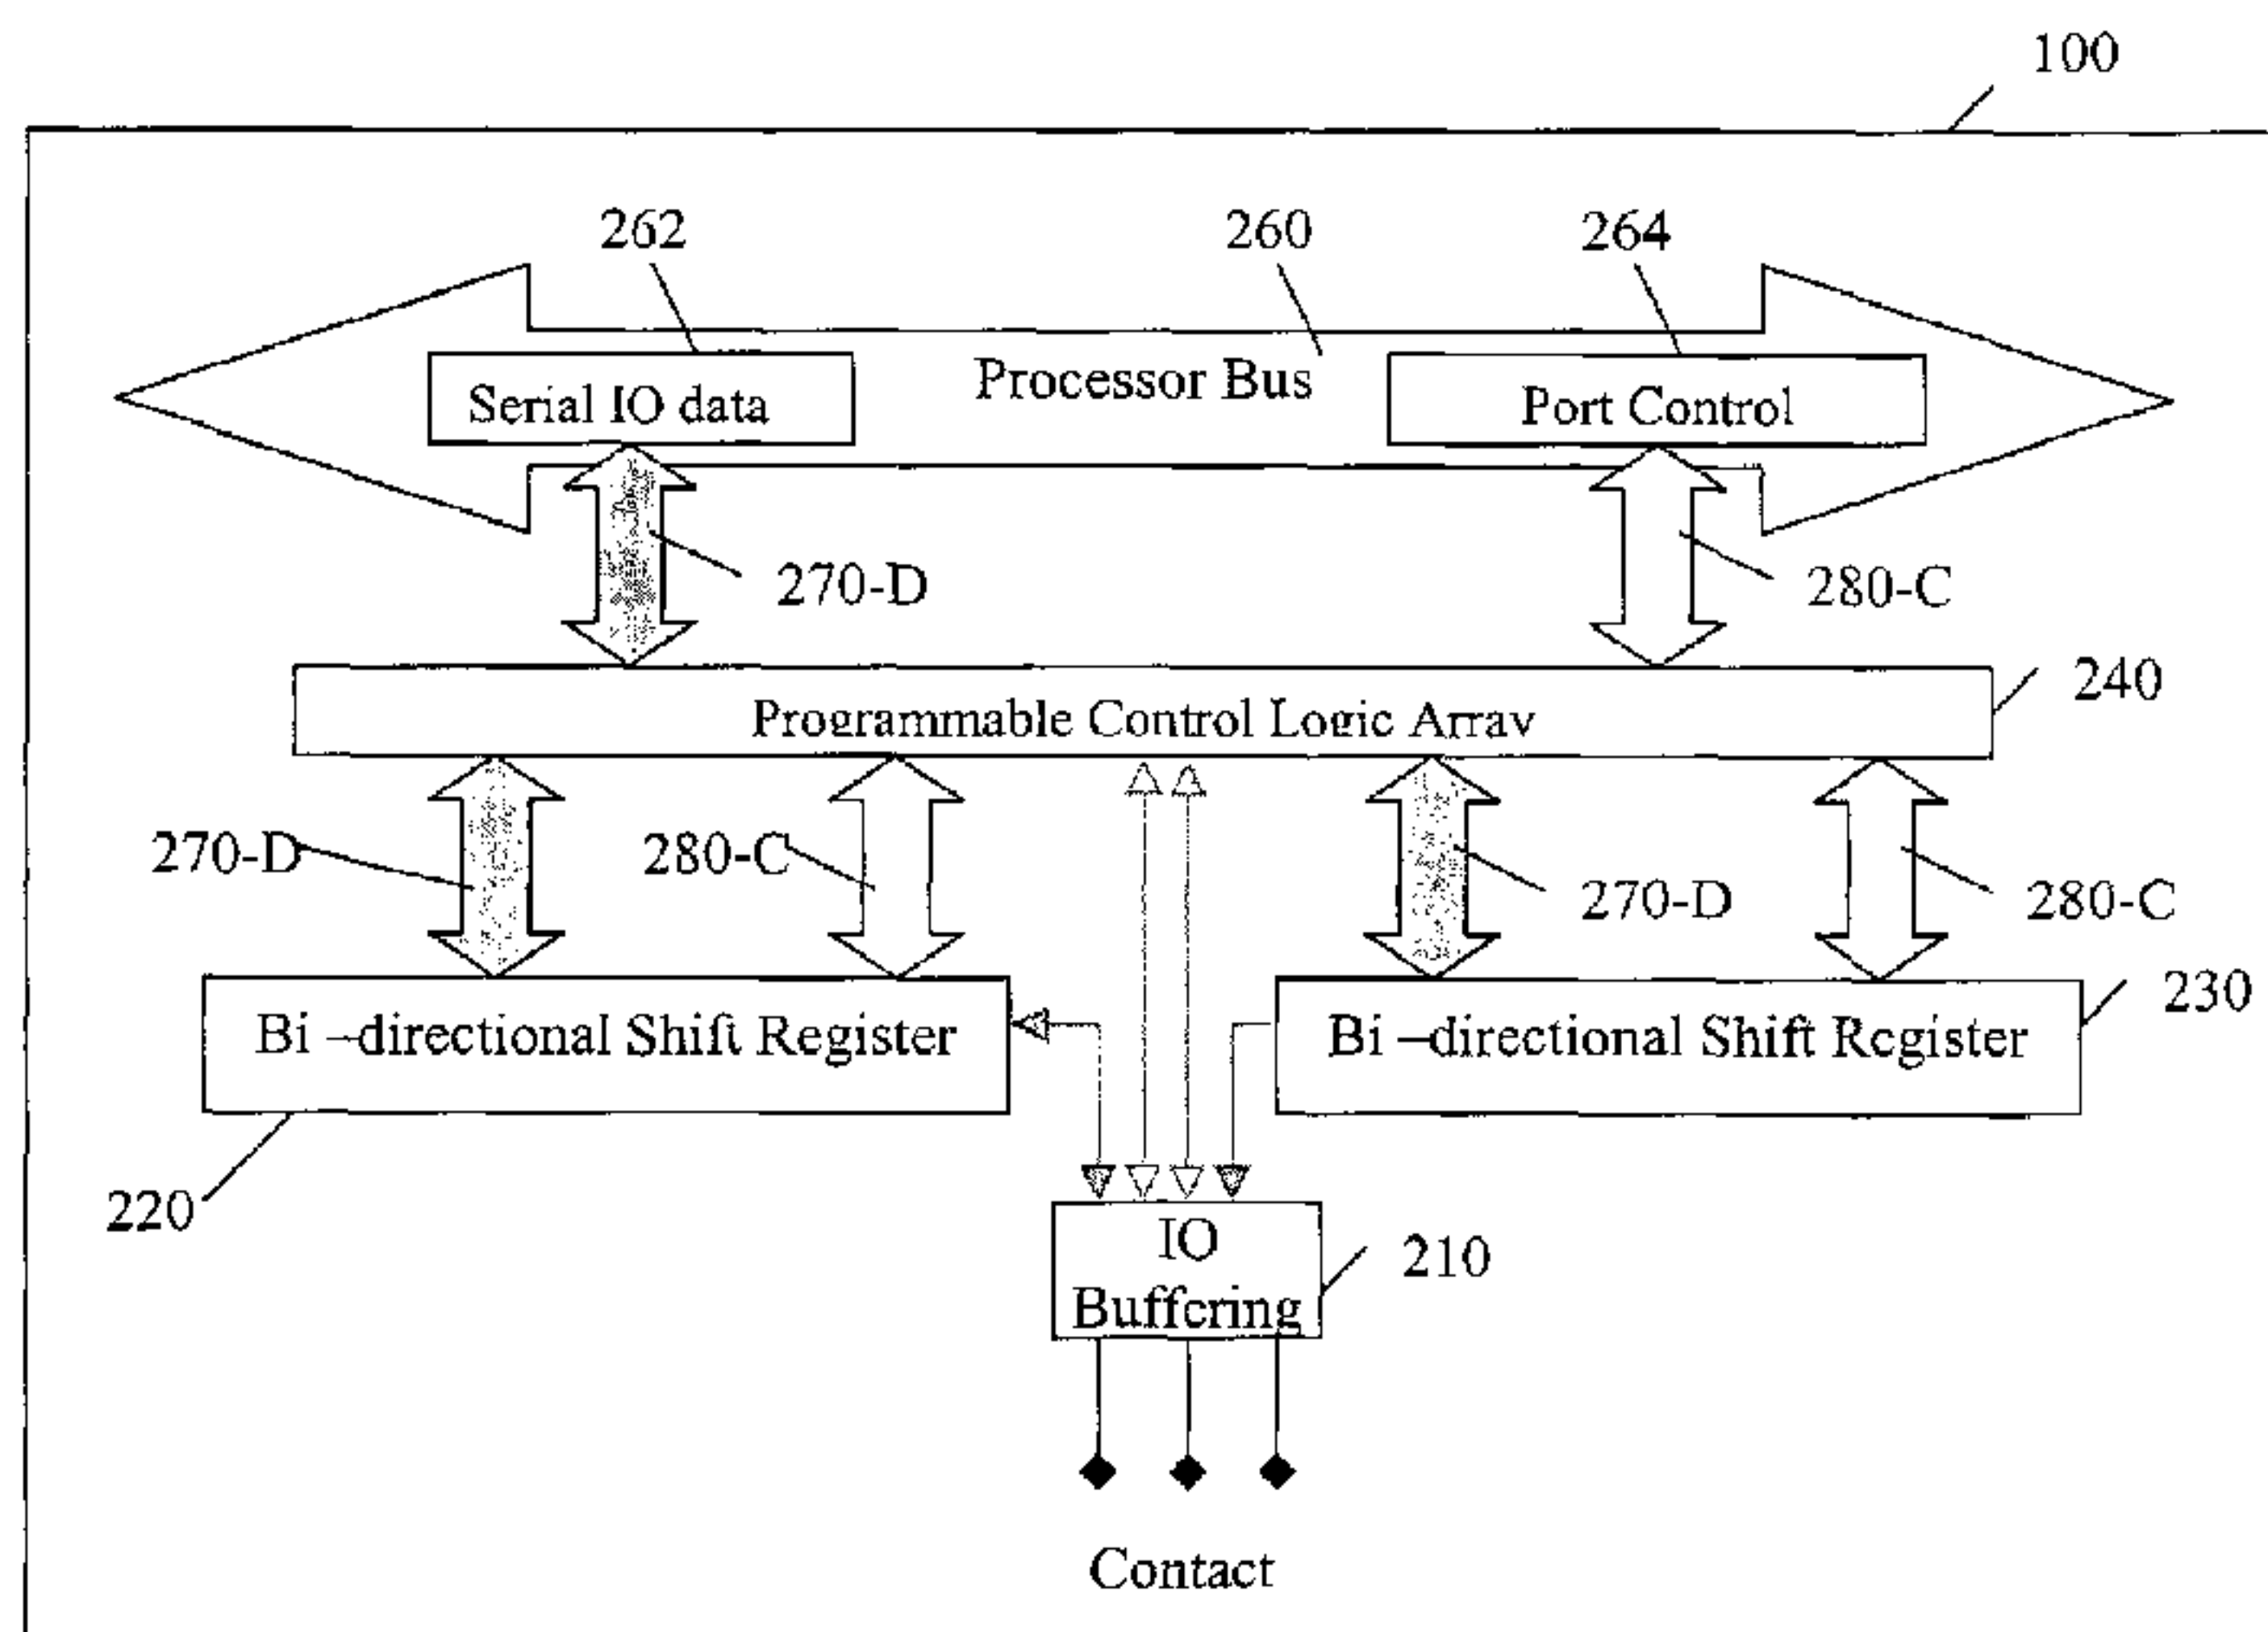 100
262
260
264
Processor Bus
Serial IO data
Port Control
270-D
280-C
240
Programmable Control Logic Array
270-D
280-C
270-D
280-C
230
Bi –directional Shift Register
Bi –directional Shift Register
220
IO
Buffering
210
Contact